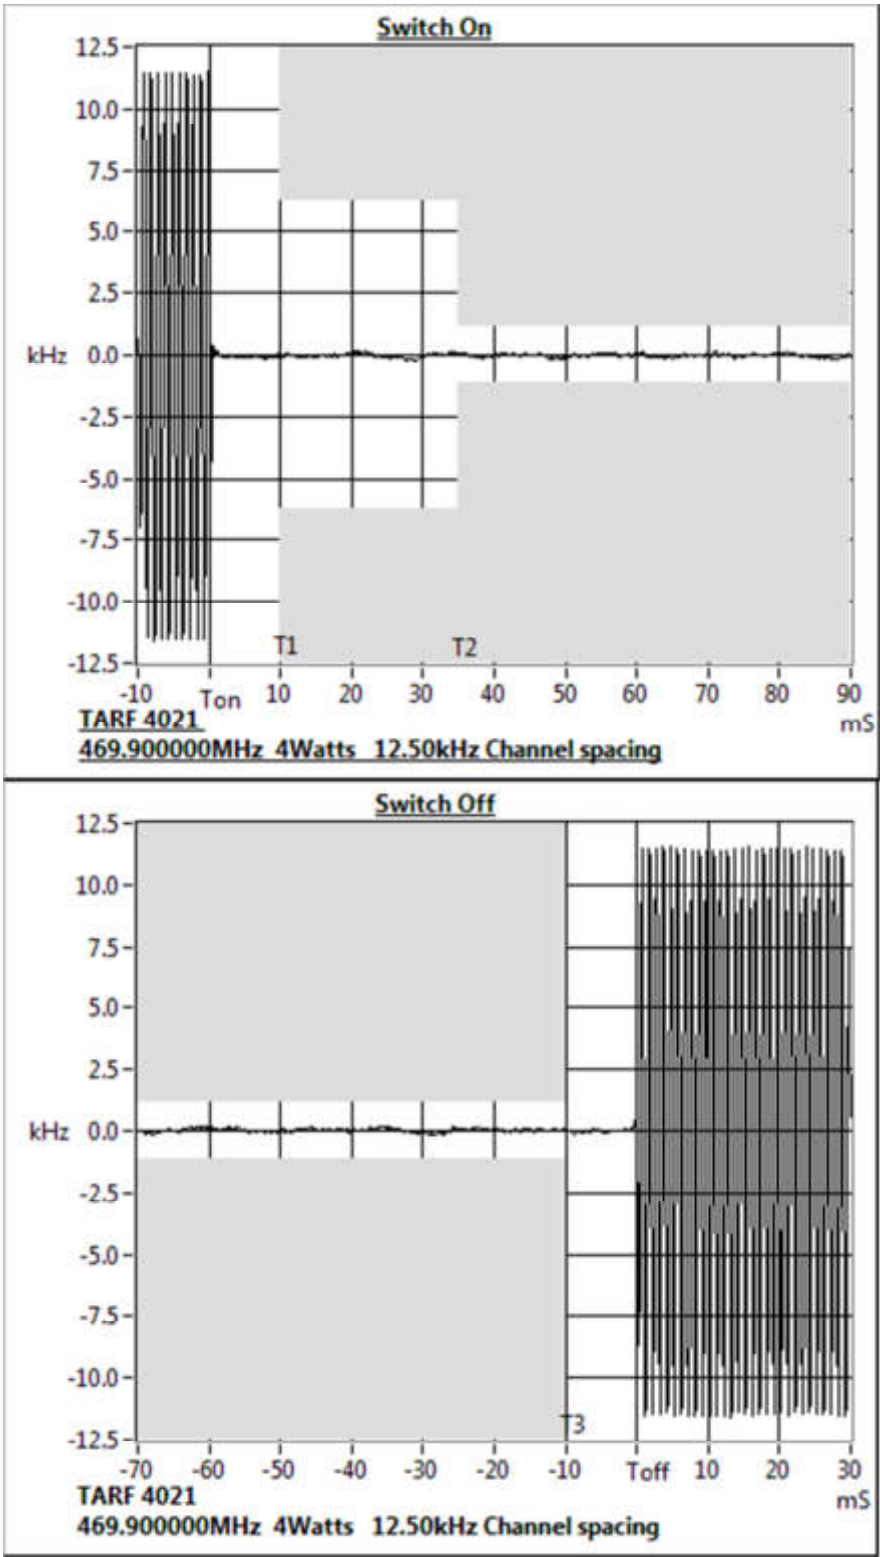 Switch On
12.5
10.0
7.5
5.0
2.5
kHz 0.0
-2.5
-5.0
-7.5
-10.0
T1 T2
-12.5
-10 Ton 10 20 30 40 50 60 70 80 90
mS
TARF 4021
469.900000MHz 4Watts 12.50kHz Channel spacing
Switch Off
12.5
10.0
7.5
5.0
2.5
kHz 0.0
-2.5
-5.0
-7.5
-10.0
T3
-12.5
-70 -60 -50 -40 -30 -20 -10 Toff 10 20 30
mS
TARF 4021
469.900000MHz 4Watts 12.50kHz Channel spacing